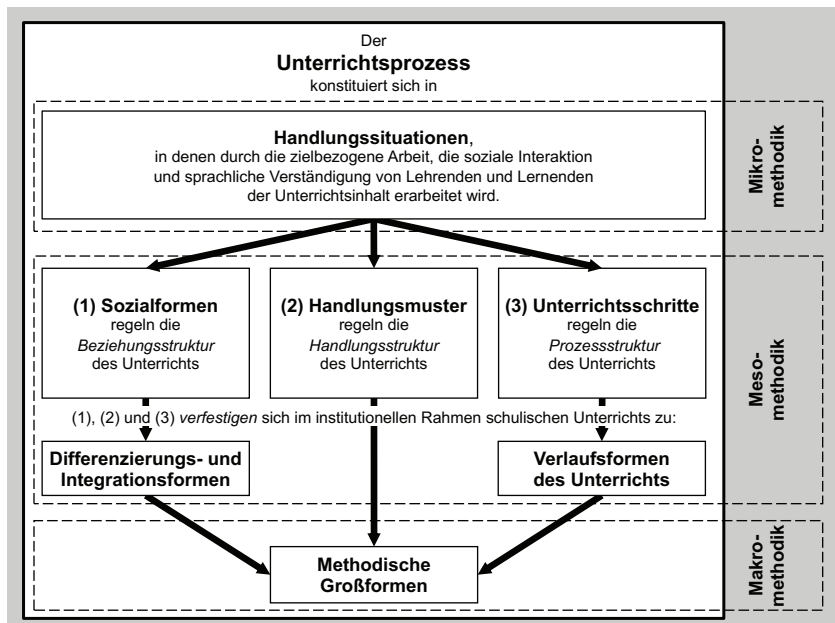 Der
Unterrichtsprozess
konstituiert sich in
Handlungssituationen,
in denen durch die zielbezogene Arbeit, die soziale Interaktion
und sprachliche Verständigung von Lehrenden und Lernenden
der Unterrichtsinhalt erarbeitet wird.
Mikro-
methodik
(1) Sozialformen
regeln die
Beziehungsstruktur
des Unterrichts
(2) Handlungsmuster
regeln die
Handlungsstruktur
des Unterrichts
(3) Unterrichtsschritte
regeln die
Prozessstruktur
des Unterrichts
(1), (2) und (3) verfestigen sich im institutionellen Rahmen schulischen Unterrichts zu:
Differenzierungs- und
Integrationsformen
Verlaufsformen
des Unterrichts
Meso-
methodik
Methodische
Großformen
Makro-
methodik